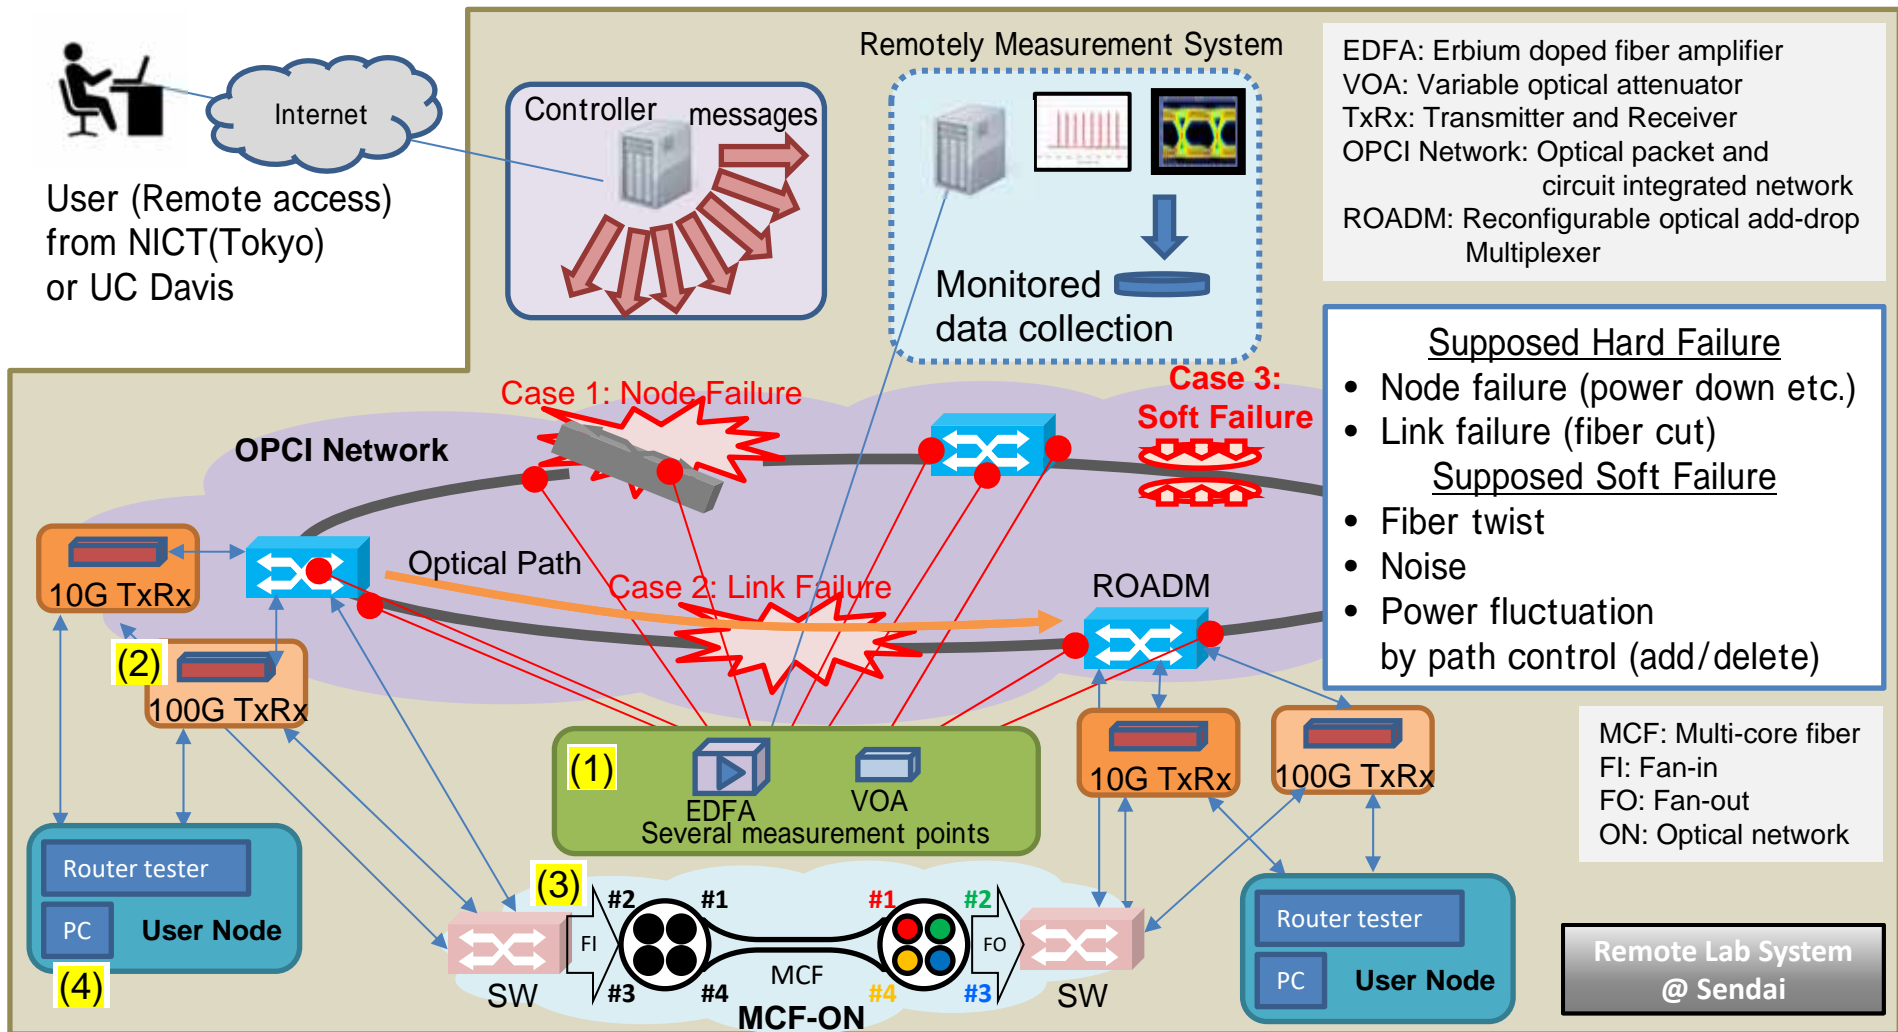 Internet
User (Remote access)
from NICT(Tokyo)
or UC Davis
Controller
messages
Remotely Measurement System
Monitored
data collection
EDFA: Erbium doped fiber amplifier
VOA: Variable optical attenuator
TxRx: Transmitter and Receiver
OPCI Network: Optical packet and
circuit integrated network
ROADM: Reconfigurable optical add-drop
Multiplexer
Supposed Hard Failure
• Node failure (power down etc.)
• Link failure (fiber cut)
Supposed Soft Failure
• Fiber twist
• Noise
• Power fluctuation
by path control (add/delete)
Case 1: Node Failure
Case 3:
Soft Failure
OPCI Network
Optical Path
Case 2: Link Failure
ROADM
10G TxRx
(2)
100G TxRx
(1)
EDFA
VOA
Several measurement points
10G TxRx
100G TxRx
MCF: Multi-core fiber
FI: Fan-in
FO: Fan-out
ON: Optical network
Router tester
PC
User Node
(4)
(3)
#2
#1
#1
#2
FI
FO
MCF
#3
#4
#4
#3
SW
SW
MCF-ON
Router tester
PC
User Node
Remote Lab System
@ Sendai